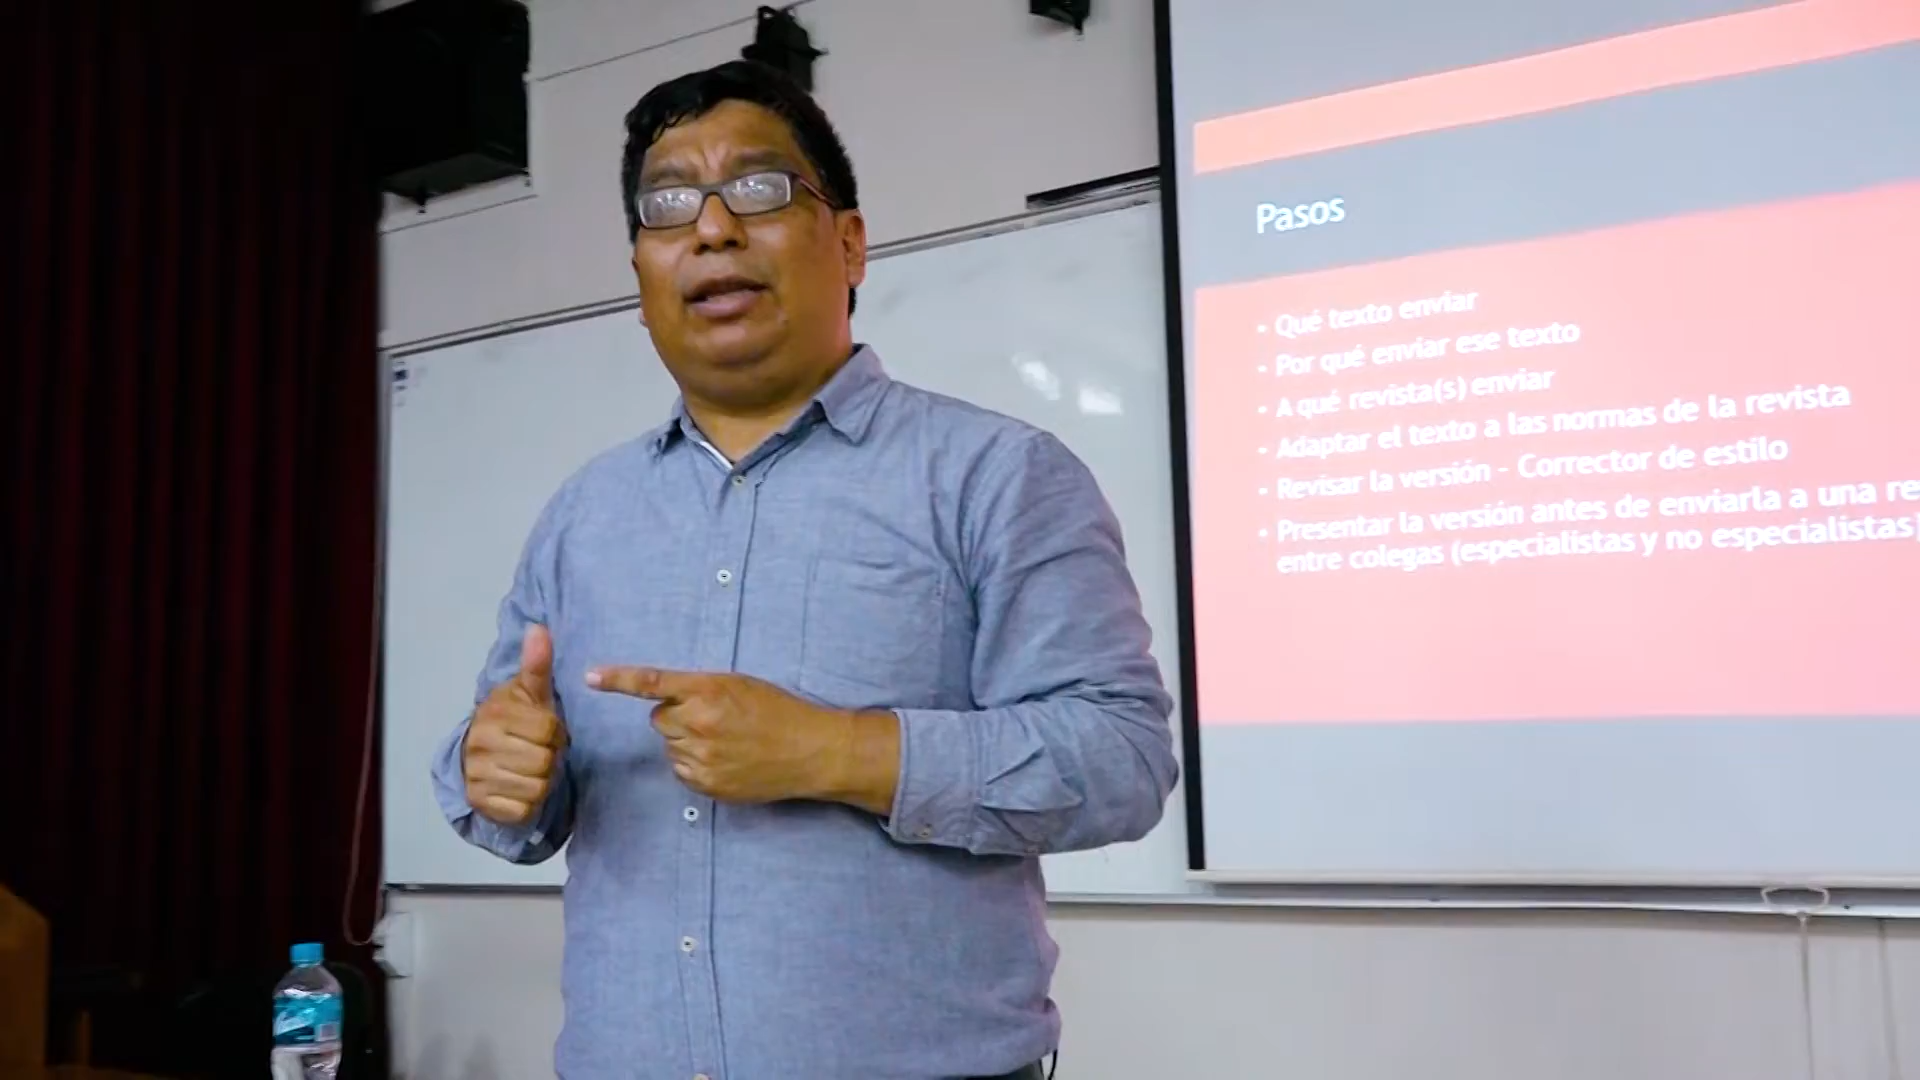 Pasos
• Qué texto enviar
• Por qué enviar ese texto
• A qué revista(s) enviar
• Adaptar el texto a las normas de la revista
• Revisar la versión - Corrector de estilo
• Presentar la versión antes de enviarla a una re
entre colegas (especialistas y no especialistas)